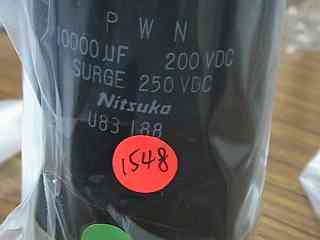 P W N
10000 µF 200 VDC
SURGE 250 VDC
Nitsuko
U83 L88
1548